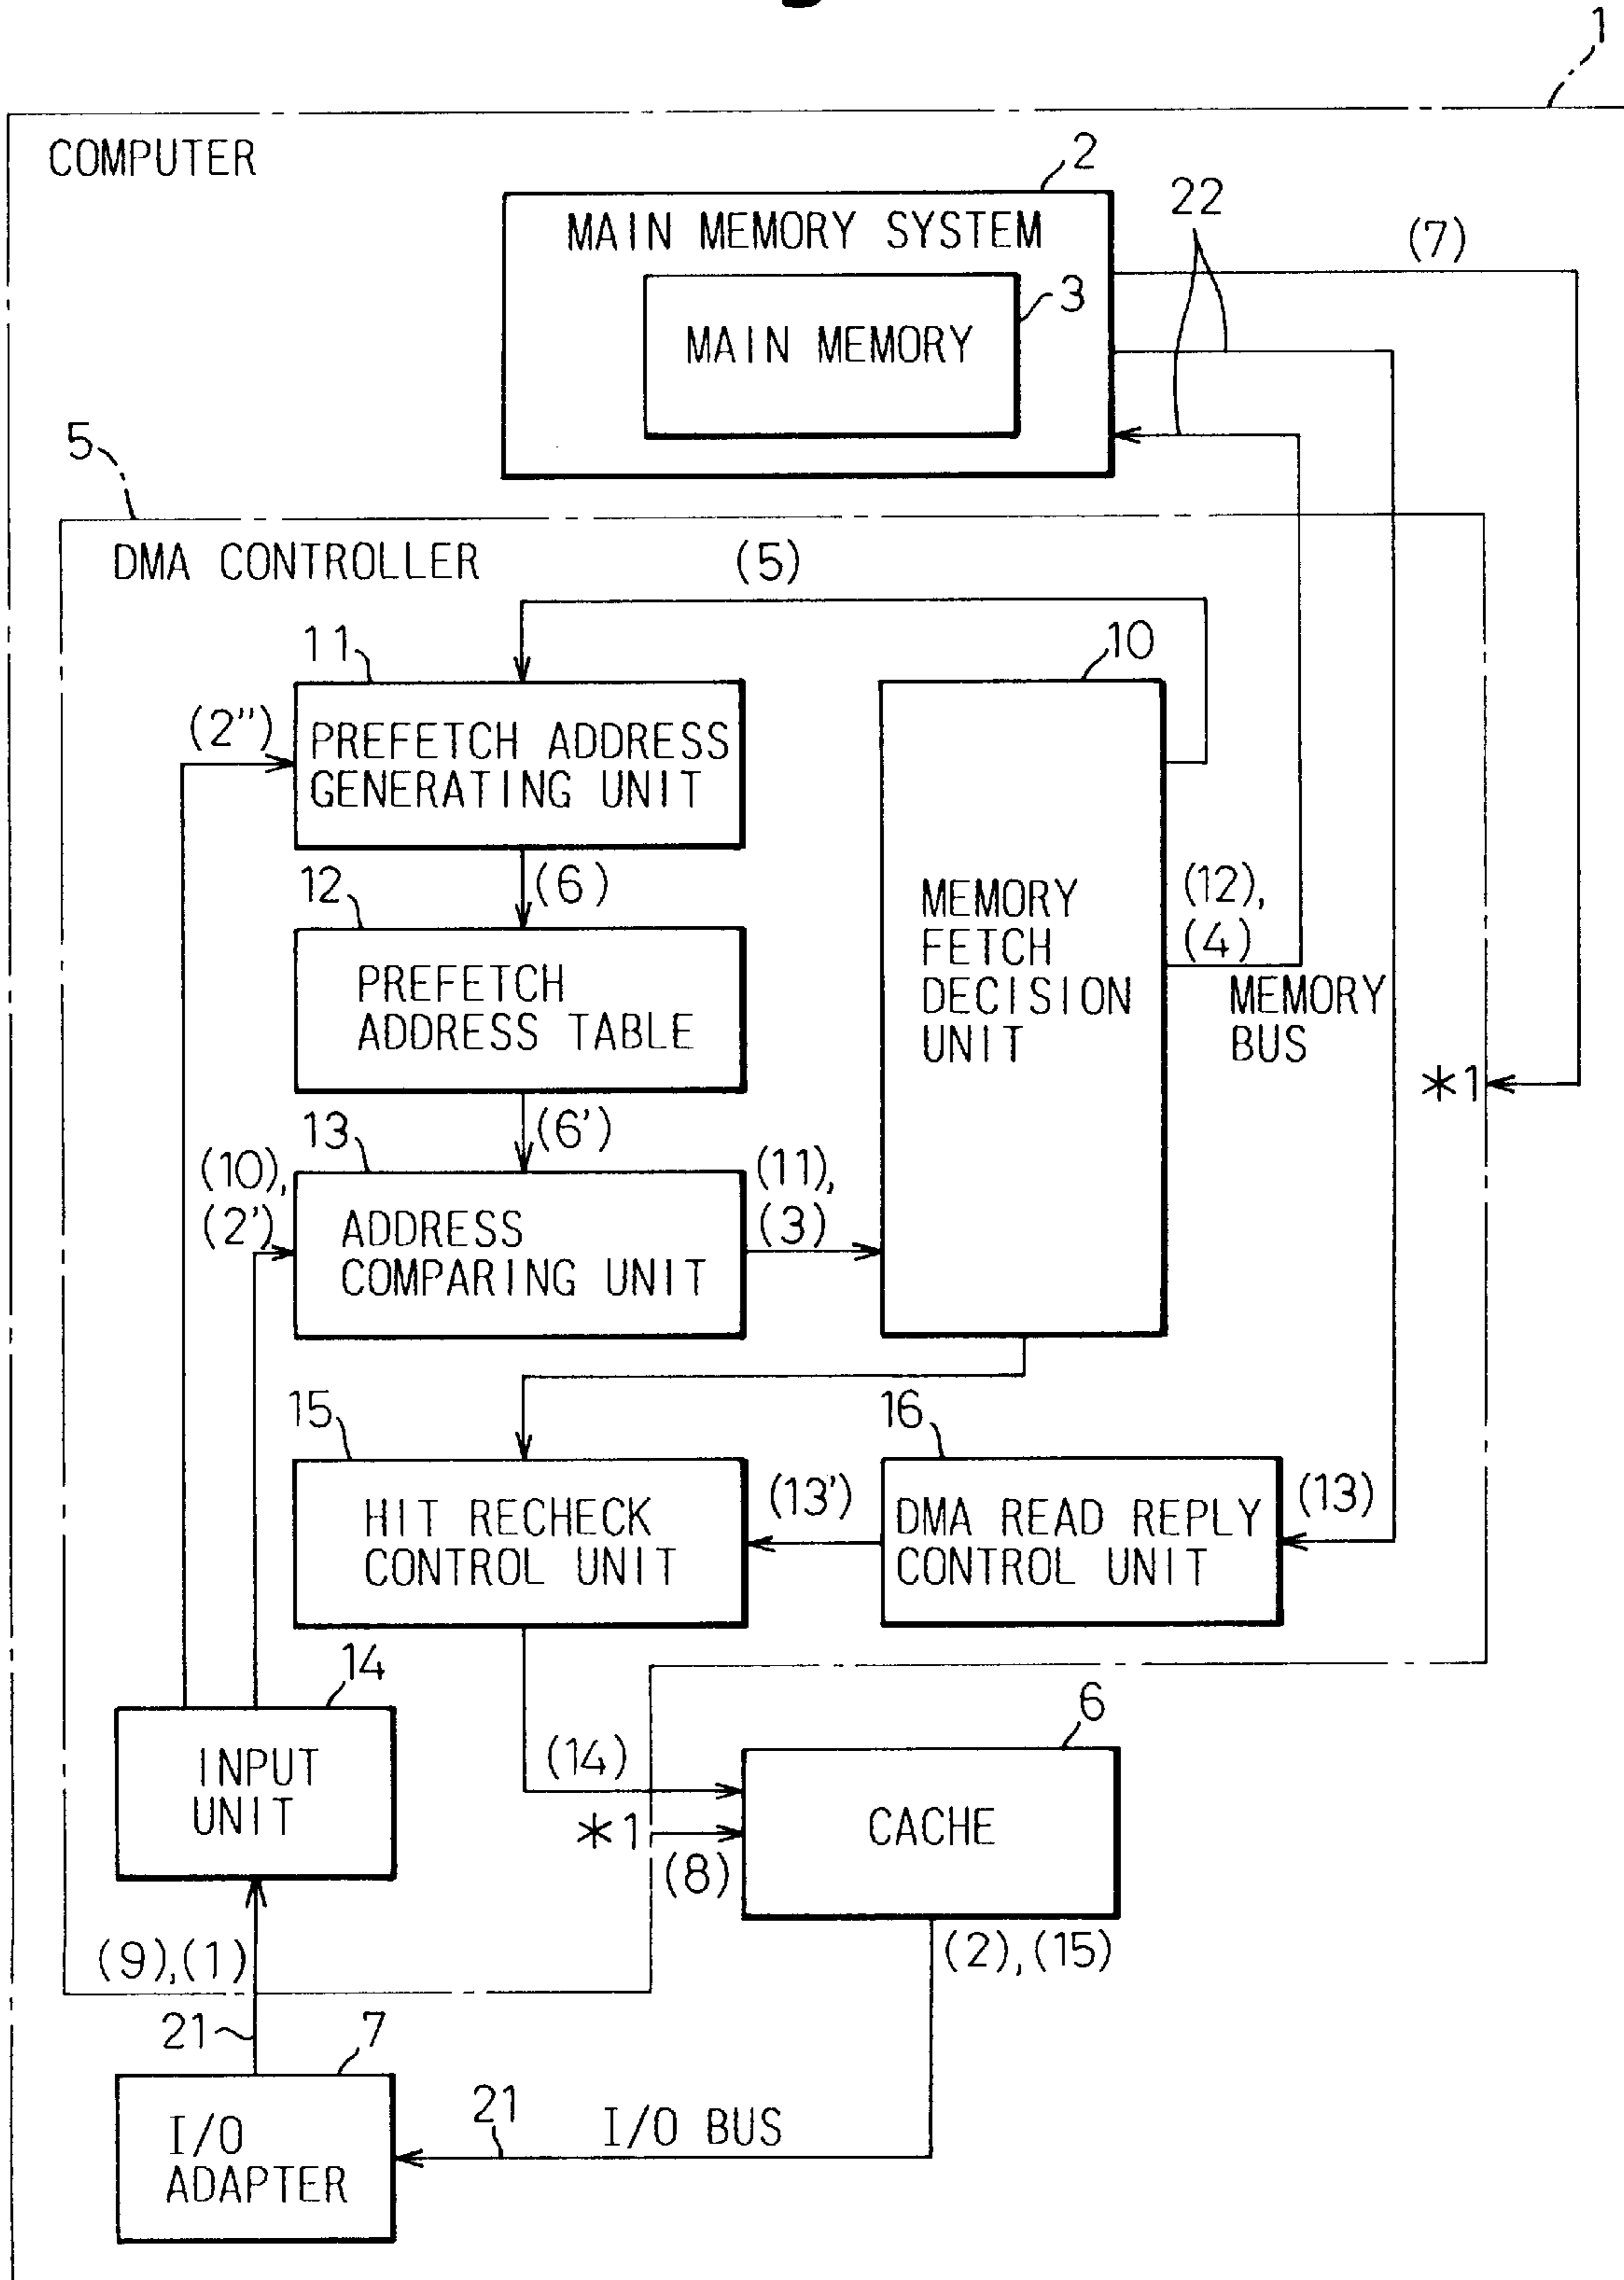 1
COMPUTER
2
22
MAIN MEMORY SYSTEM
(7)
3
MAIN MEMORY
5
DMA CONTROLLER
(5)
11
10
(2'')
PREFETCH ADDRESS
GENERATING UNIT
12
(6)
MEMORY
FETCH
DECISION
UNIT
(12),
(4)
PREFETCH
ADDRESS TABLE
MEMORY
BUS
*1
13
(6')
(10),
(2')
(11),
(3)
ADDRESS
COMPARING UNIT
15
16
HIT RECHECK
CONTROL UNIT
(13')
DMA READ REPLY
CONTROL UNIT
(13)
14
6
INPUT
UNIT
(14)
*1
(8)
CACHE
(9),(1)
(2),(15)
21
7
21
I/O BUS
I/O
ADAPTER